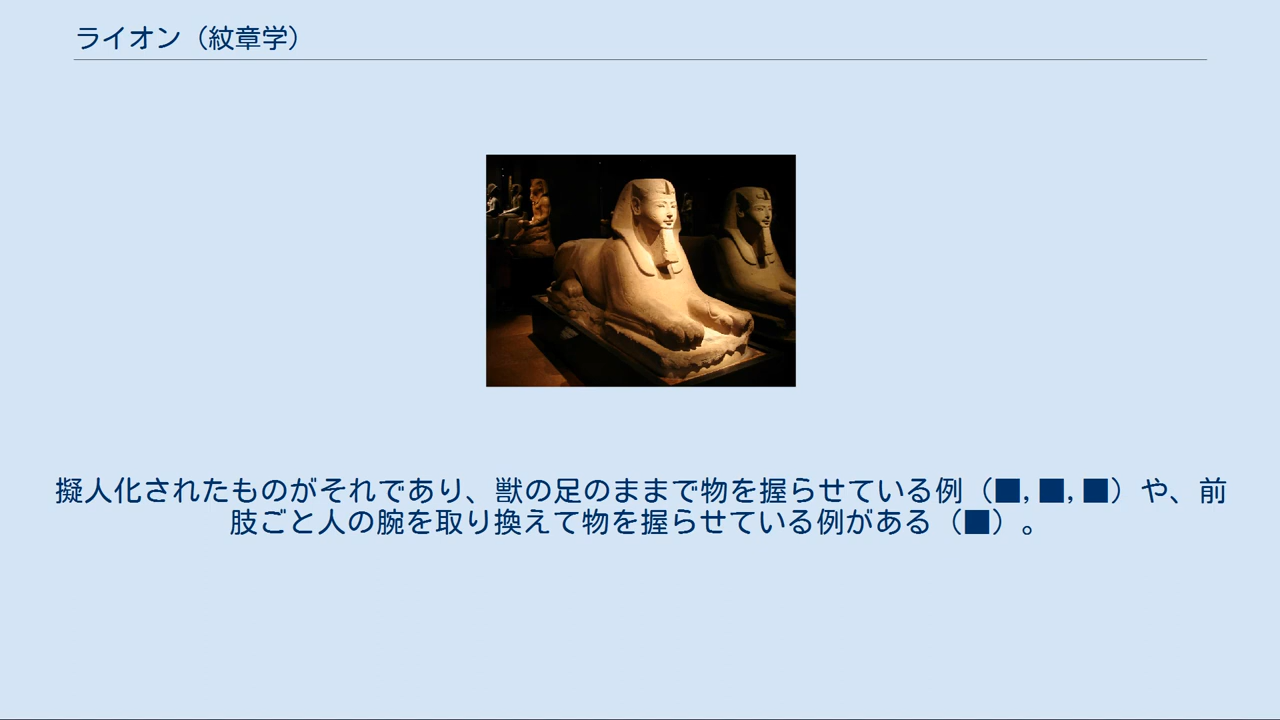 ライオン（紋章学）
擬人化されたものがそれであり、獣の足のままで物を握らせている例（■, ■, ■）や、前
肢ごと人の腕を取り換えて物を握らせている例がある（■）。